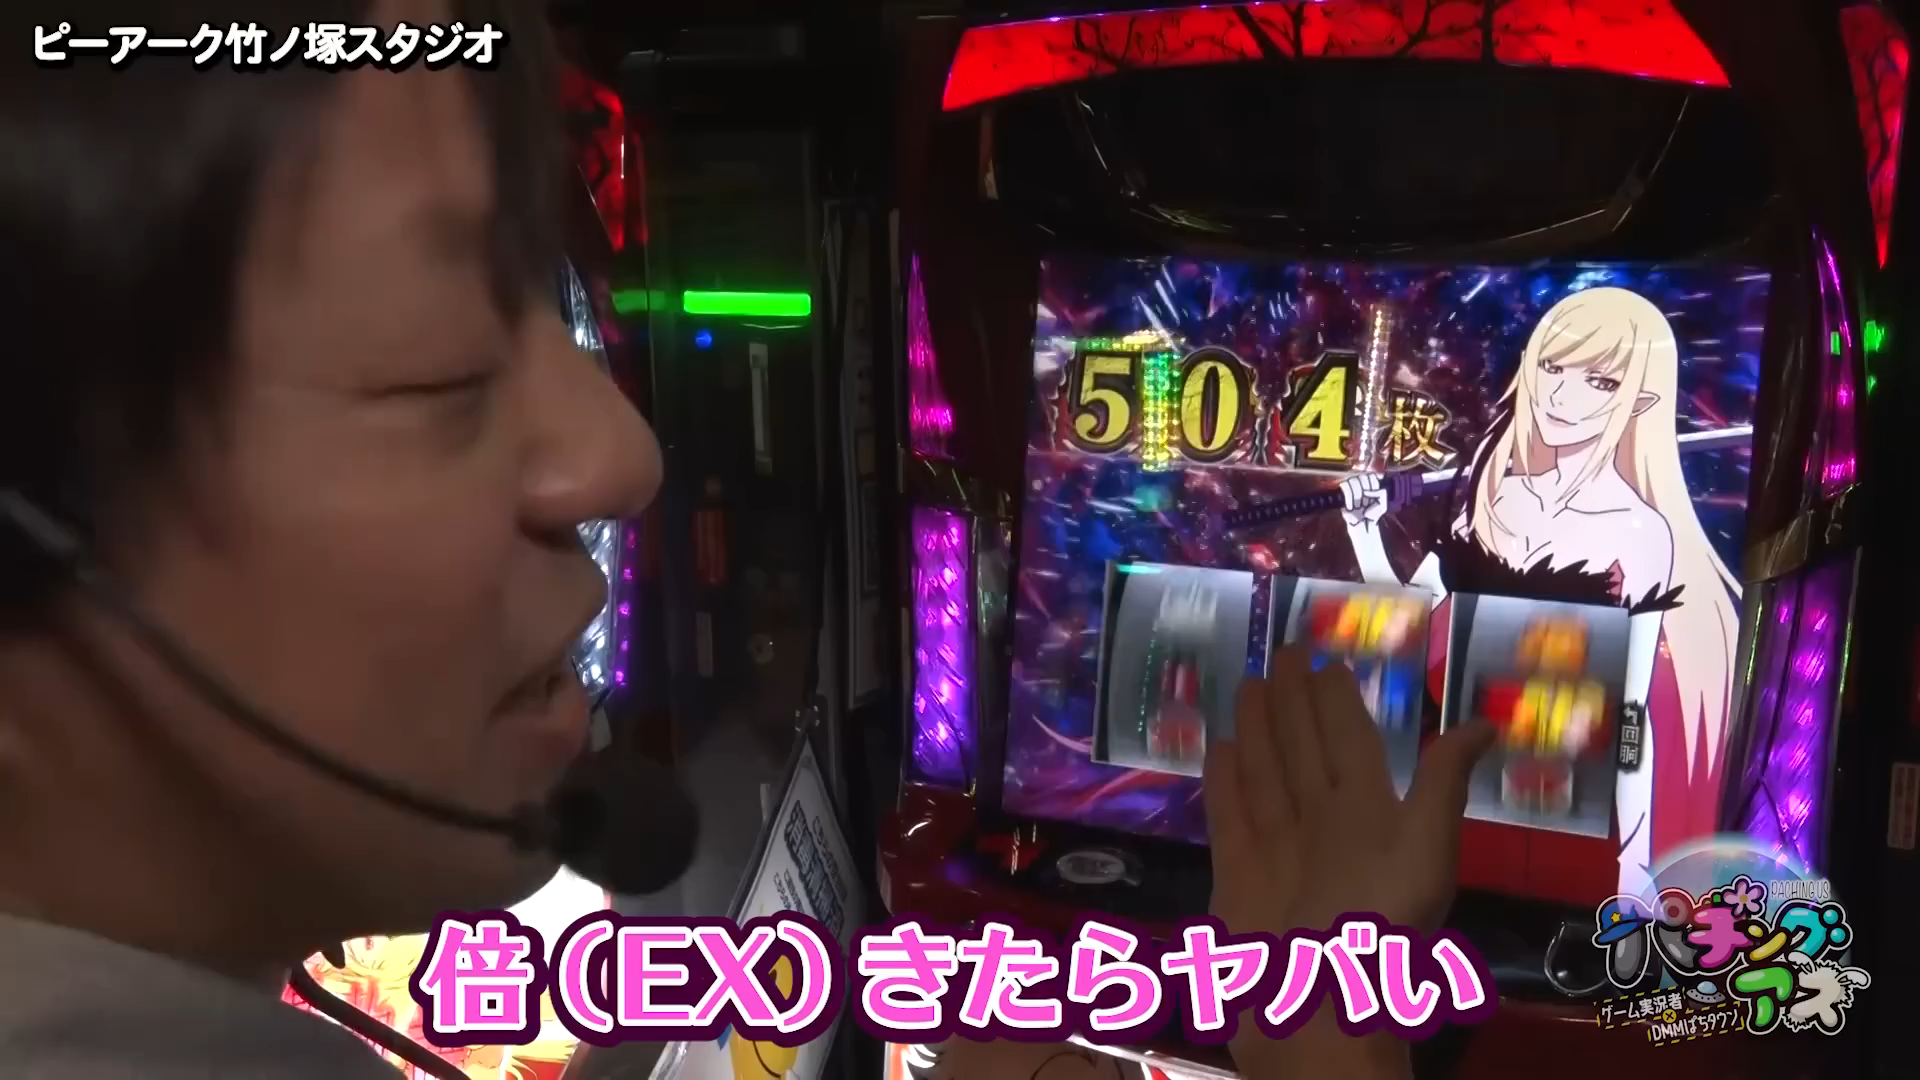 ピーアーク竹ノ塚スタジオ
504枚
倍(EX)きたらヤバい
PACHINGUS
パチング・アス
ゲーム実況者
×
DMMぱちタウン